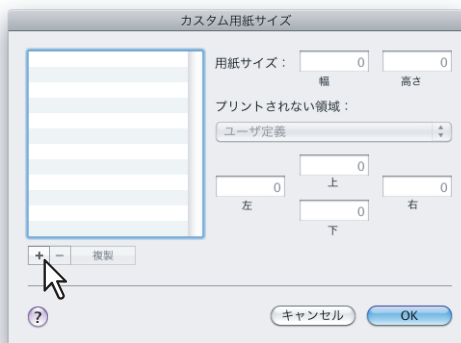 カスタム用紙サイズ
用紙サイズ： 0 0
幅 高さ
プリントされない領域：
ユーザ定義
0
上
0 0
左 右
0
下
+ − 複製
? キャンセル OK